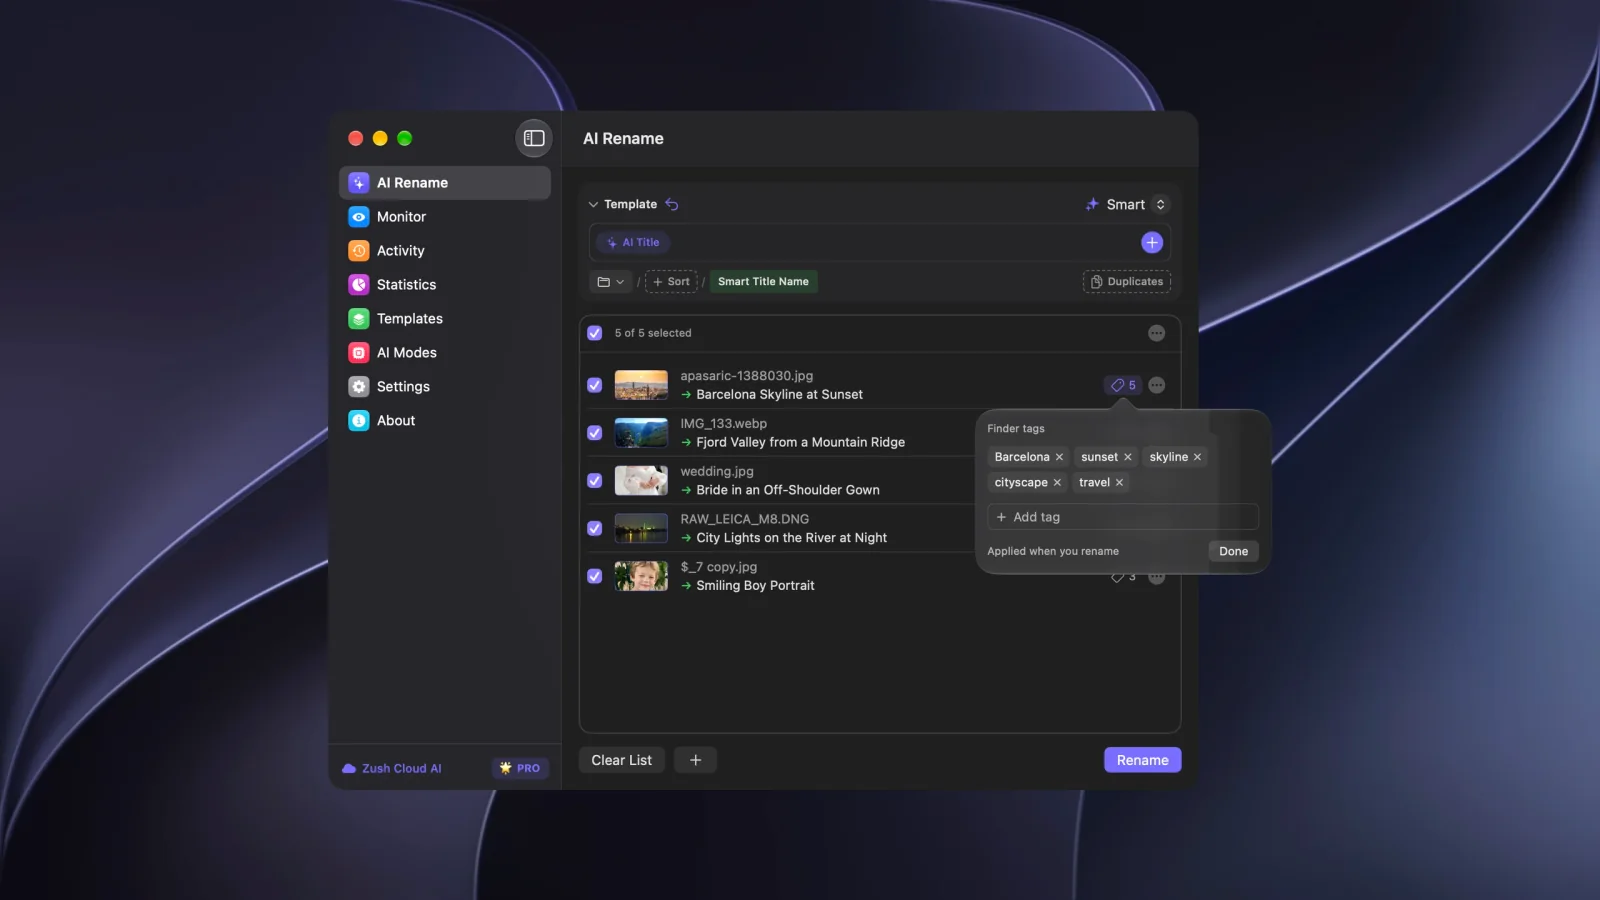 AI Rename
AI Rename
Monitor
Activity
Statistics
Templates
AI Modes
Settings
About
Zush Cloud AI
PRO
Template
Smart
AI Title
/
+ Sort
/
Smart Title Name
Duplicates
5 of 5 selected
apasaric-1388030.jpg
→ Barcelona Skyline at Sunset
5
IMG_133.webp
→ Fjord Valley from a Mountain Ridge
wedding.jpg
→ Bride in an Off-Shoulder Gown
RAW_LEICA_M8.DNG
→ City Lights on the River at Night
$_7 copy.jpg
→ Smiling Boy Portrait
3
Finder tags
Barcelona × sunset × skyline ×
cityscape × travel ×
+ Add tag
Applied when you rename
Done
Clear List
+
Rename